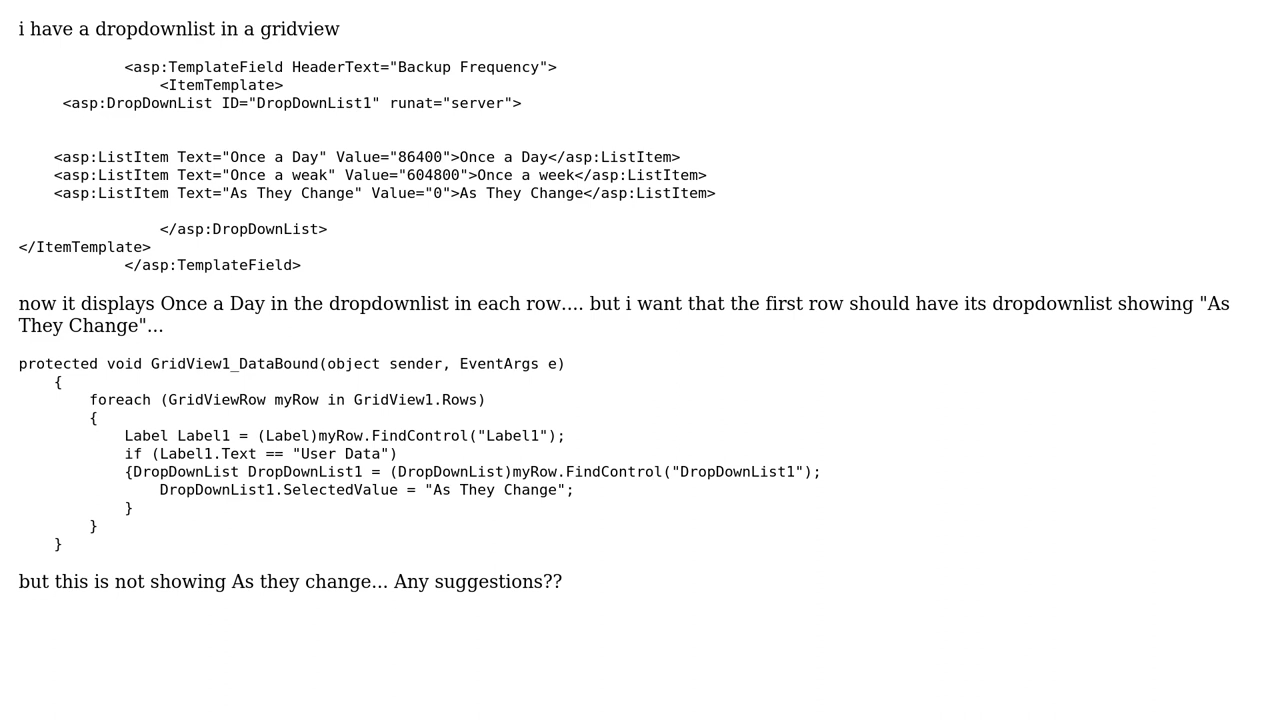 i have a dropdownlist in a gridview
<asp:TemplateField HeaderText="Backup Frequency">
<ItemTemplate>
<asp:DropDownList ID="DropDownList1" runat="server">
<asp:ListItem Text="Once a Day" Value="86400">Once a Day</asp:ListItem>
<asp:ListItem Text="Once a weak" Value="604800">Once a week</asp:ListItem>
<asp:ListItem Text="As They Change" Value="0">As They Change</asp:ListItem>
</asp:DropDownList>
</ItemTemplate>
</asp:TemplateField>
now it displays Once a Day in the dropdownlist in each row.... but i want that the first row should have its dropdownlist showing "As
They Change"...
protected void GridView1_DataBound(object sender, EventArgs e)
{
foreach (GridViewRow myRow in GridView1.Rows)
{
Label Label1 = (Label)myRow.FindControl("Label1");
if (Label1.Text == "User Data")
{DropDownList DropDownList1 = (DropDownList)myRow.FindControl("DropDownList1");
DropDownList1.SelectedValue = "As They Change";
}
}
}
but this is not showing As they change... Any suggestions??